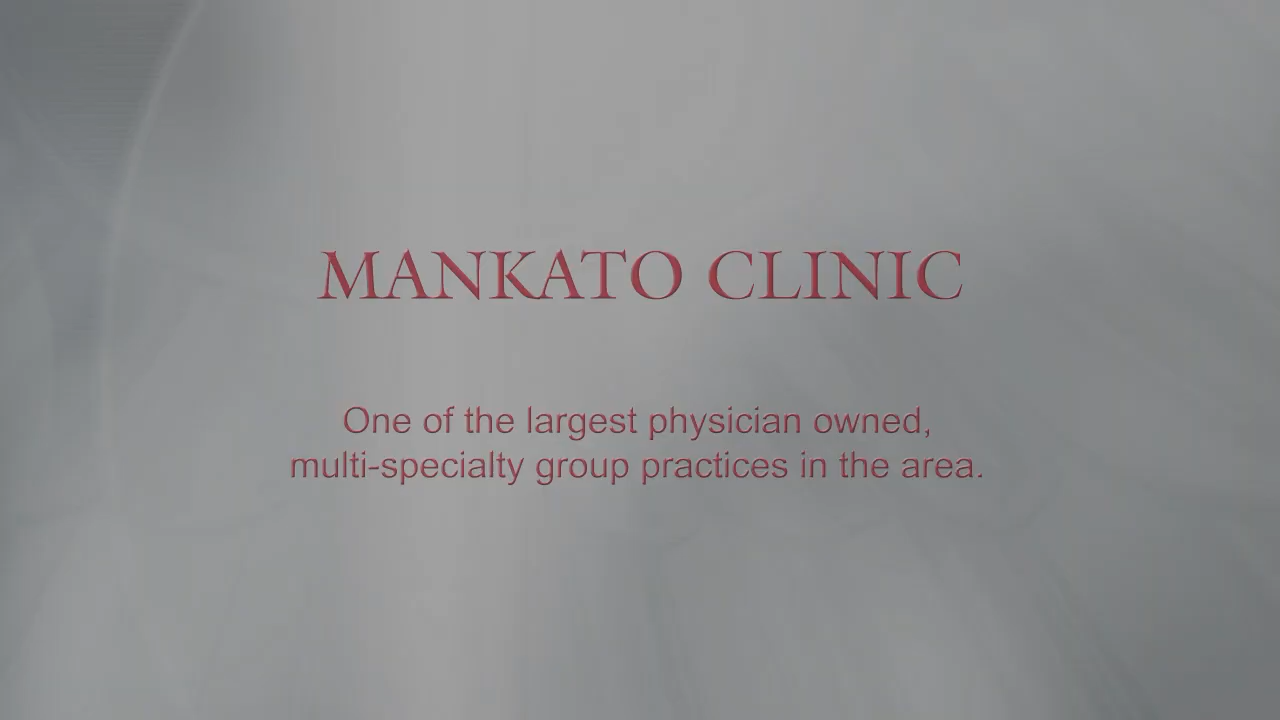 MANKATO CLINIC
One of the largest physician owned,
multi-specialty group practices in the area.